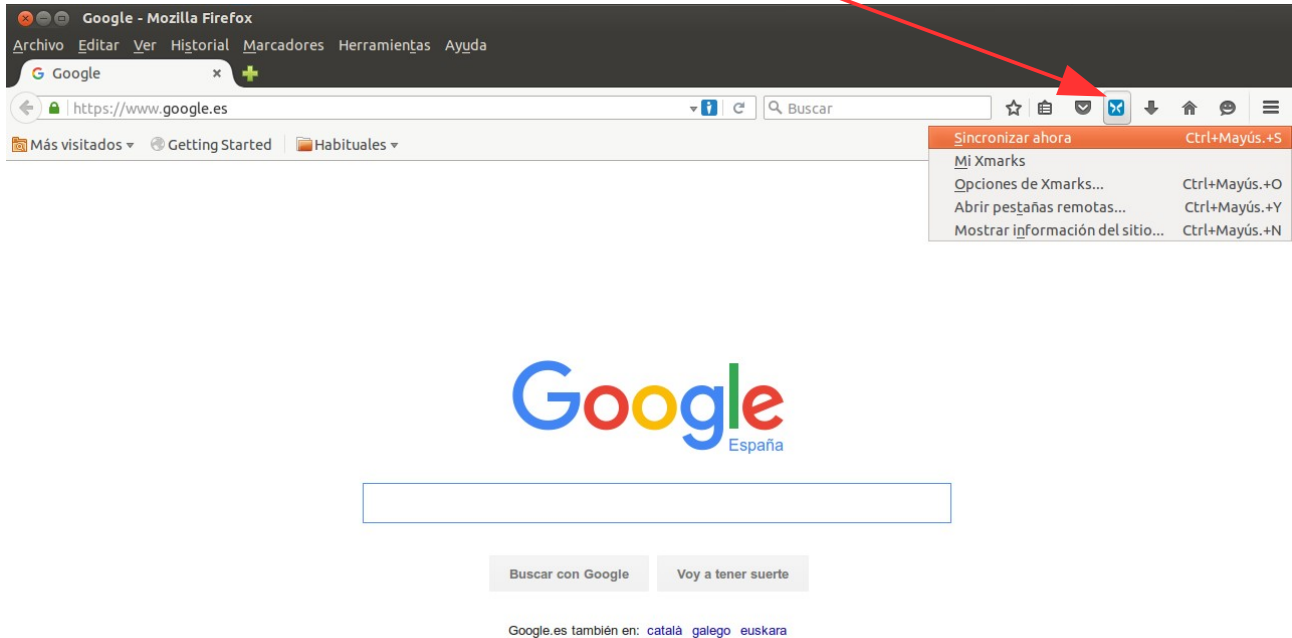 Google - Mozilla Firefox
Archivo Editar Ver Historial Marcadores Herramientas Ayuda
Google
https://www.google.es
Buscar
Más visitados
Getting Started
Habituales
Sincronizar ahora Ctrl+Mayús.+S
Mi Xmarks
Opciones de Xmarks... Ctrl+Mayús.+O
Abrir pestañas remotas... Ctrl+Mayús.+Y
Mostrar información del sitio... Ctrl+Mayús.+N
Google
España
Buscar con Google
Voy a tener suerte
Google.es también en: català galego euskara